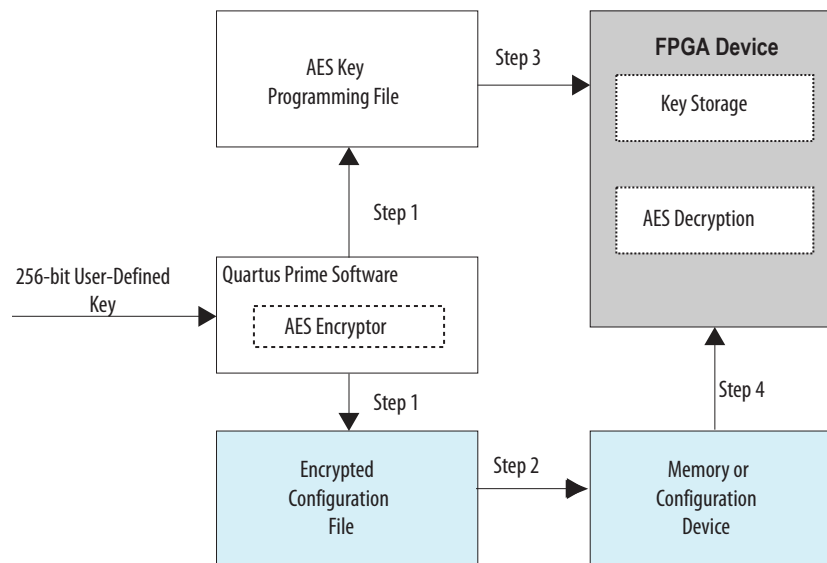 AES Key
Programming File
Step 3
FPGA Device
Key Storage
AES Decryption
Step 1
256-bit User-Defined
Key
Quartus Prime Software
AES Encryptor
Step 1
Step 4
Encrypted
Configuration
File
Step 2
Memory or
Configuration
Device